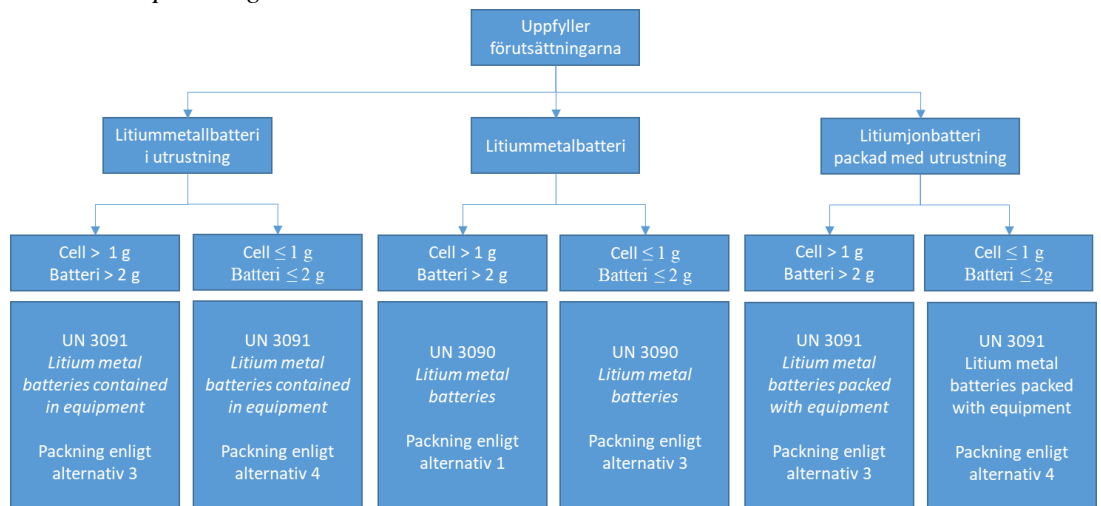 Uppfyller
förutsättningarna
Litiummetallbatteri
i utrustning
Litiummetalbatteri
Litiumjonbatteri
packad med utrustning
Cell > 1 g
Batteri > 2 g
Cell ≤ 1 g
Batteri ≤ 2 g
Cell > 1 g
Batteri > 2 g
Cell ≤ 1 g
Batteri ≤ 2 g
Cell > 1 g
Batteri > 2 g
Cell ≤ 1 g
Batteri ≤ 2g
UN 3091
Litium metal
batteries contained
in equipment
Packning enligt
alternativ 3
UN 3091
Litium metal
batteries contained
in equipment
Packning enligt
alternativ 4
UN 3090
Litium metal
batteries
Packning enligt
alternativ 1
UN 3090
Litium metal
batteries
Packning enligt
alternativ 3
UN 3091
Litium metal
batteries packed
with equipment
Packning enligt
alternativ 3
UN 3091
Litium metal
batteries packed
with equipment
Packning enligt
alternativ 4